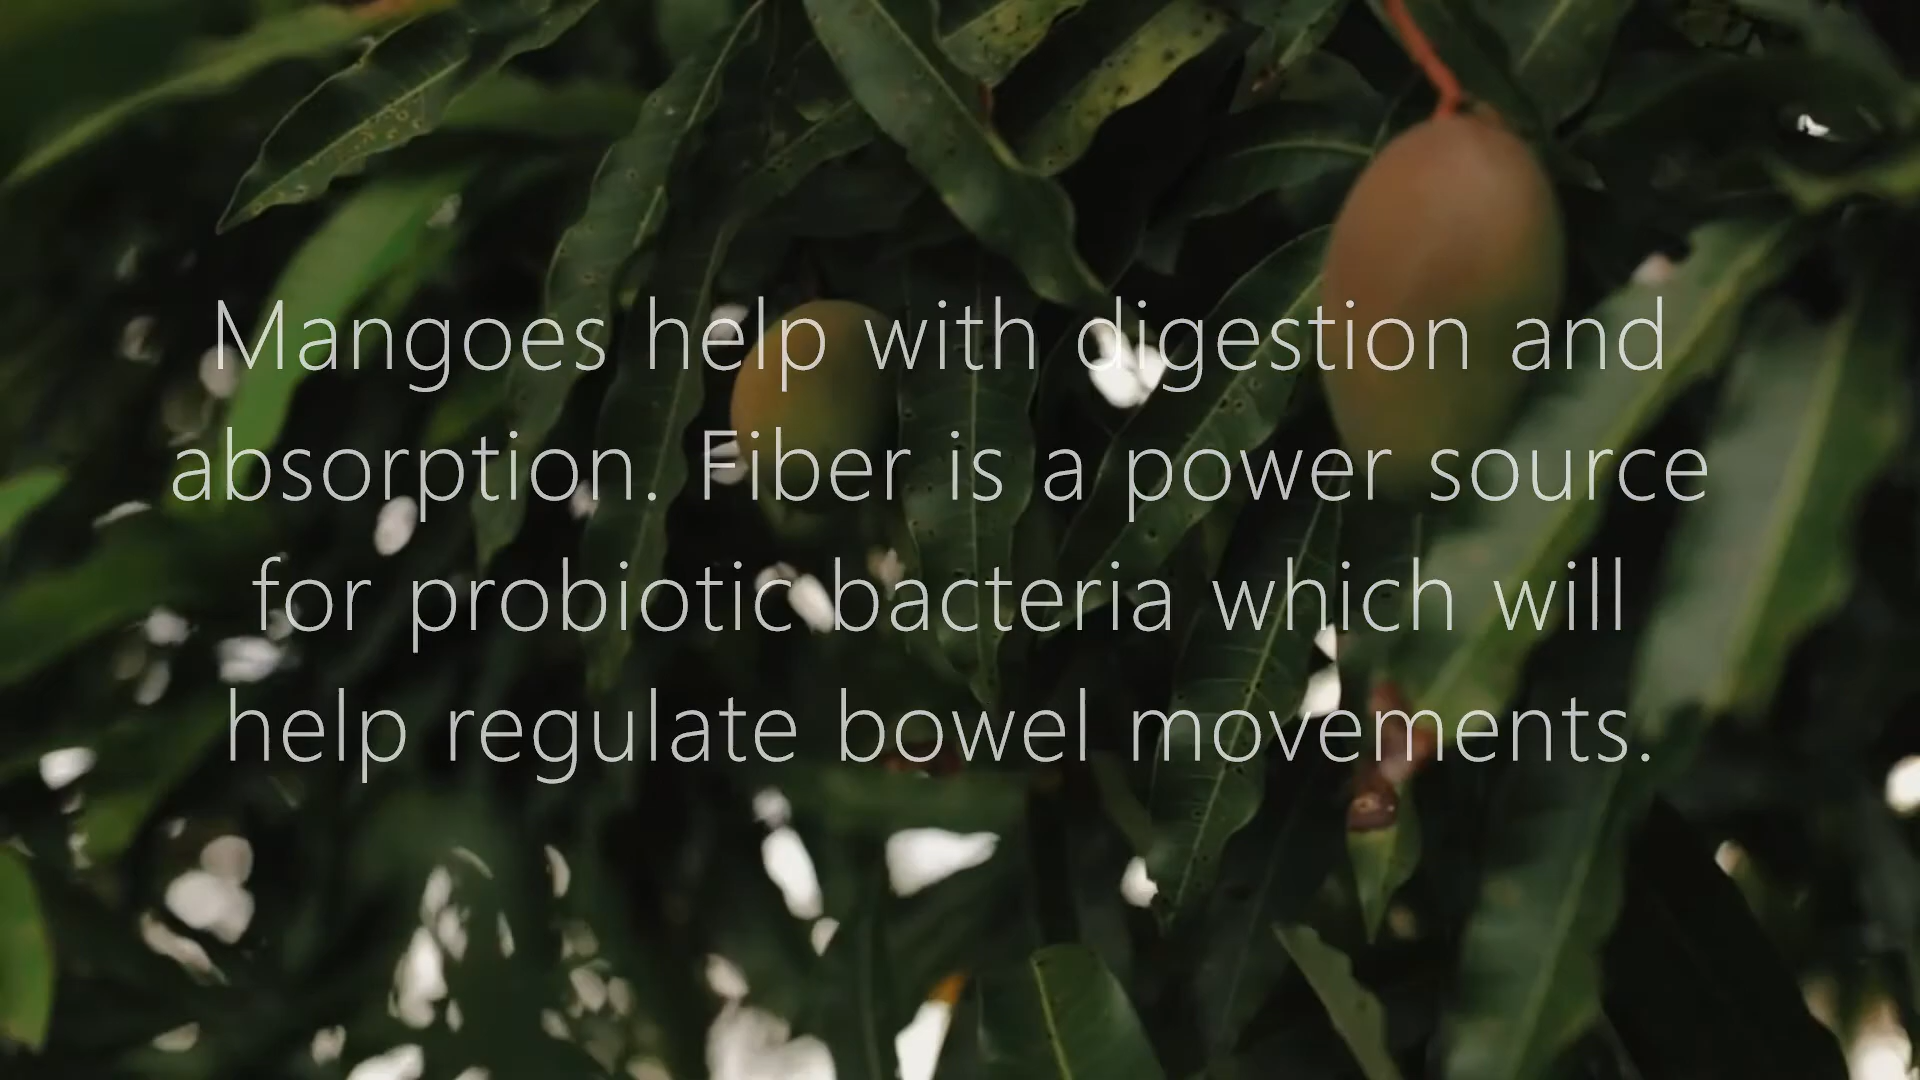 Mangoes help with digestion and
absorption. Fiber is a power source
for probiotic bacteria which will
help regulate bowel movements.